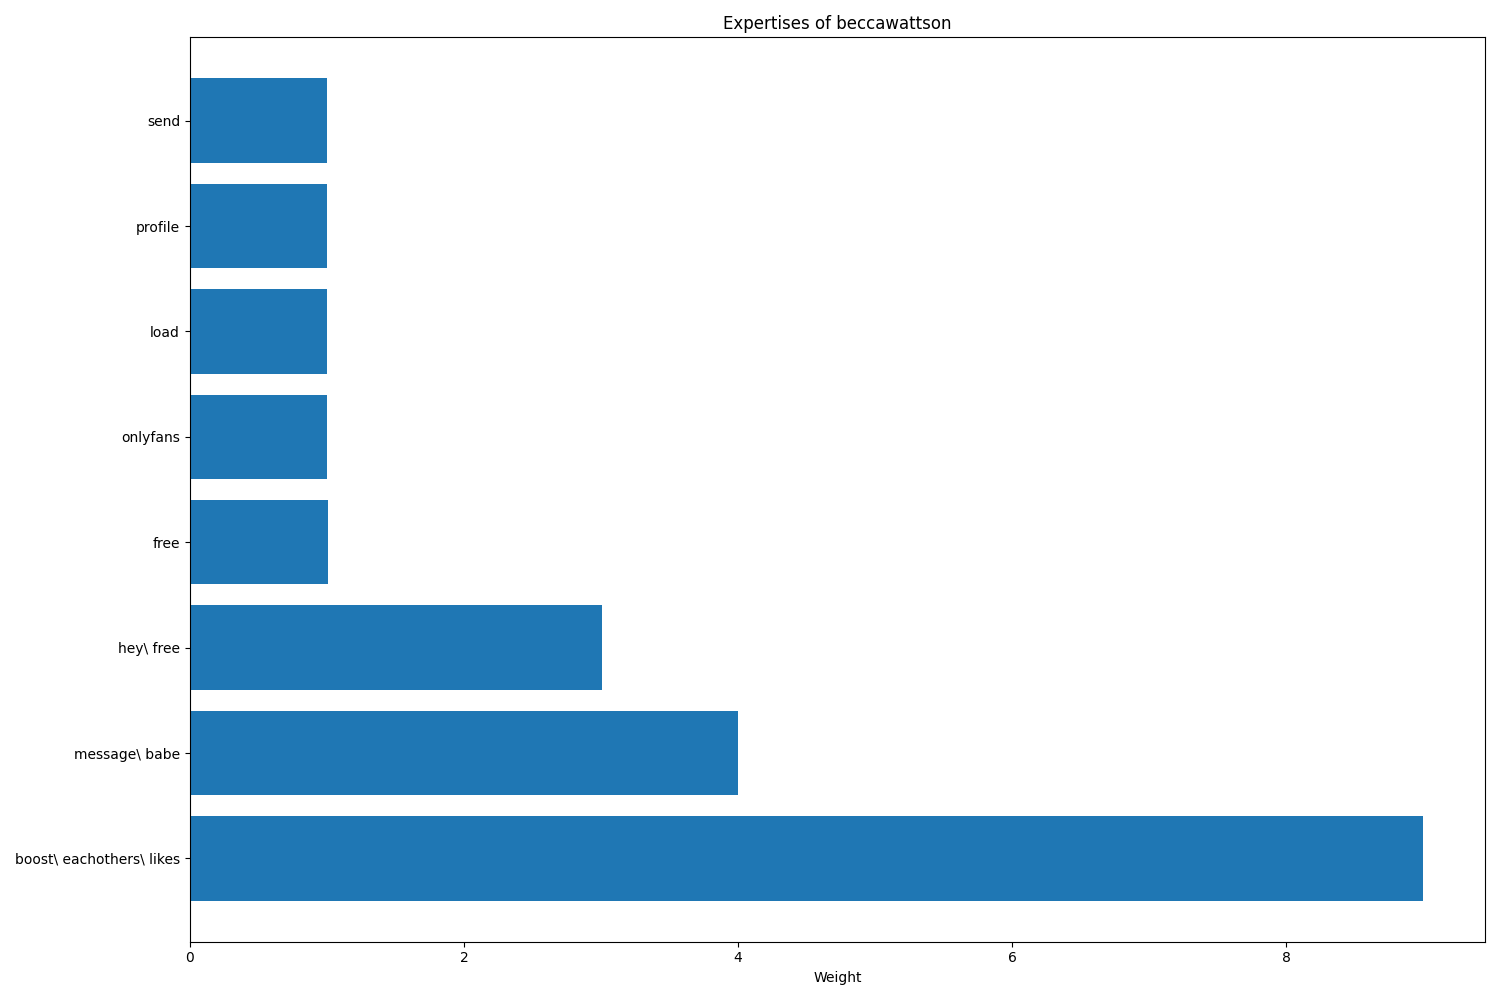 Expertises of beccawattson
send
profile
load
onlyfans
free
hey\ free
message\ babe
boost\ eachothers\ likes
0 2 4 6 8
Weight